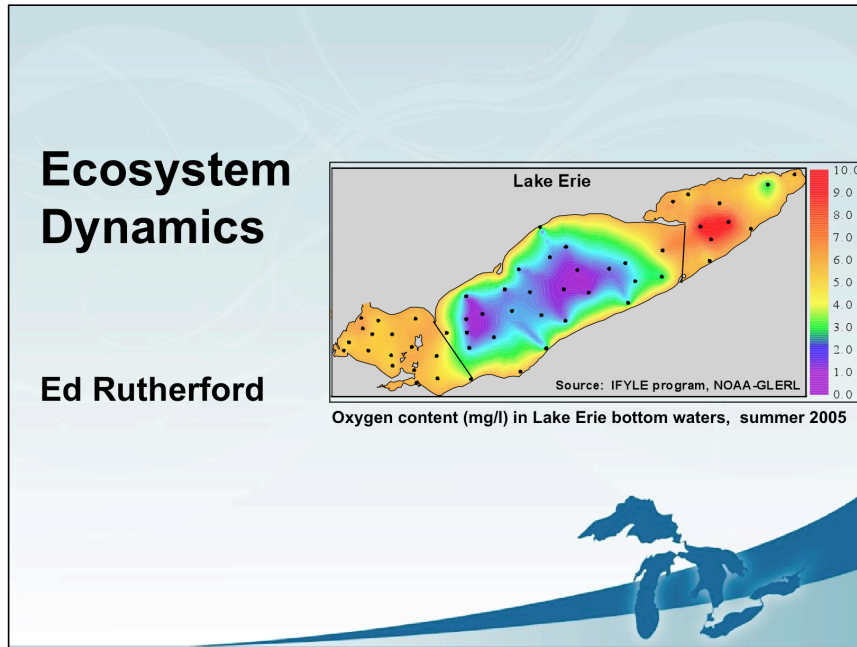 Ecosystem
Dynamics
Ed Rutherford
Lake Erie
10.0
9.0
8.0
7.0
6.0
5.0
4.0
3.0
2.0
1.0
0.0
Source: IFYLE program, NOAA-GLERL
Oxygen content (mg/l) in Lake Erie bottom waters, summer 2005